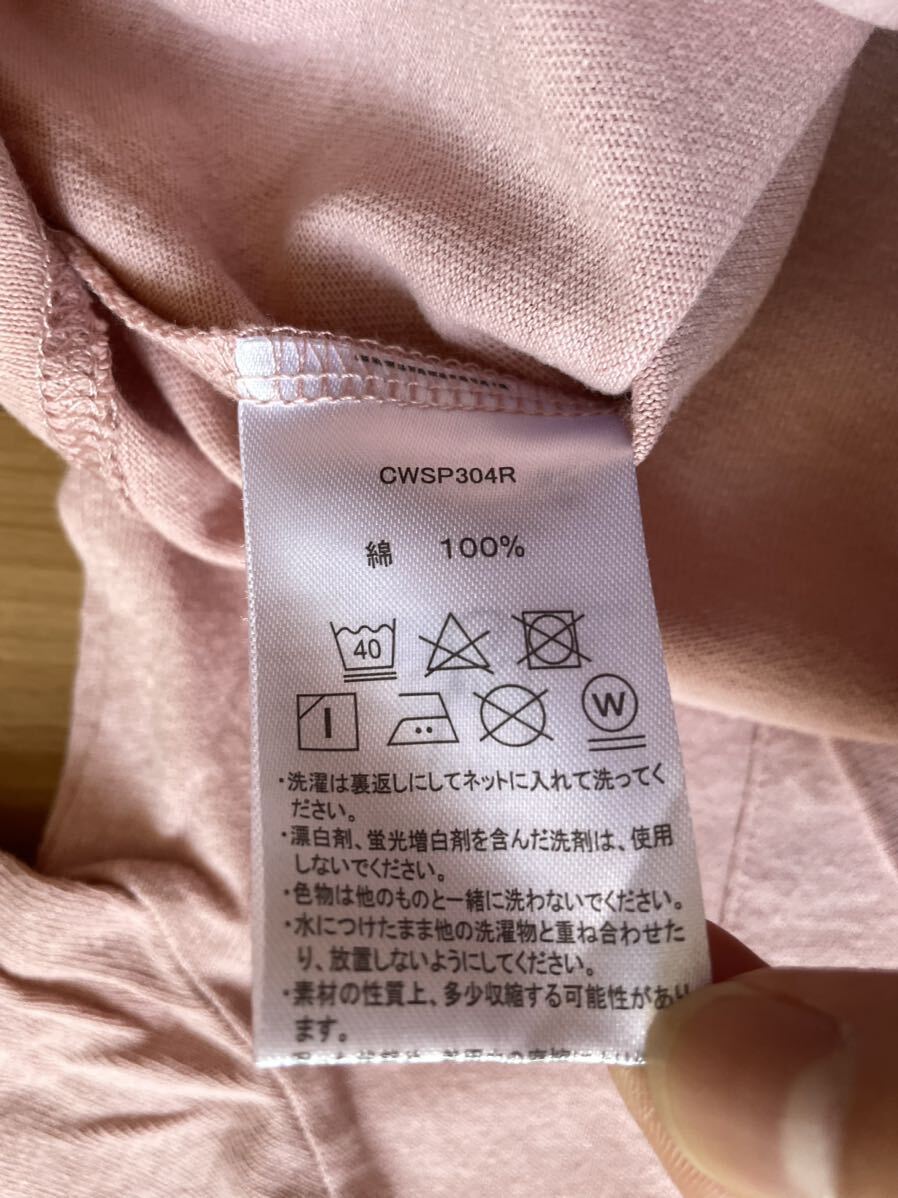 CWSP304R
綿 100%
40
W
・洗濯は裏返しにしてネットに入れて洗ってく
ださい。
・漂白剤、蛍光増白剤を含んだ洗剤は、使用
しないでください。
・色物は他のものと一緒に洗わないでください。
・水につけたまま他の洗濯物と重ね合わせた
り、放置しないようにしてください。
・素材の性質上、多少収縮する可能性があり
ます。